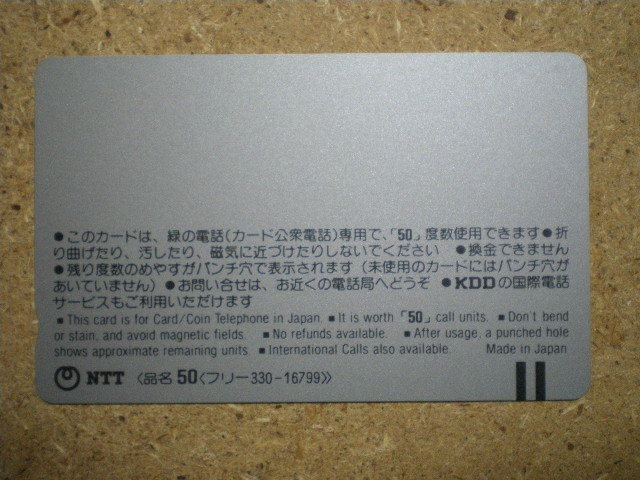 ●このカードは、緑の電話(カード公衆電話)専用で、「50」度数使用できます●折
り曲げたり、汚したり、磁気に近づけたりしないでください ●換金できません
●残り度数のめやすがパンチ穴で表示されます(未使用のカードにはパンチ穴が
あいていません)●お問い合せは、お近くの電話局へどうぞ ●KDDの国際電話
サービスもご利用いただけます
■This card is for Card/Coin Telephone in Japan. ■It is worth「50」call units. ■Don't bend
or stain, and avoid magnetic fields. ■No refunds available. ■After usage, a punched hole
shows approximate remaining units. ■International Calls also available. Made in Japan
NTT 〈品名 50〈フリー330-16799〉〉